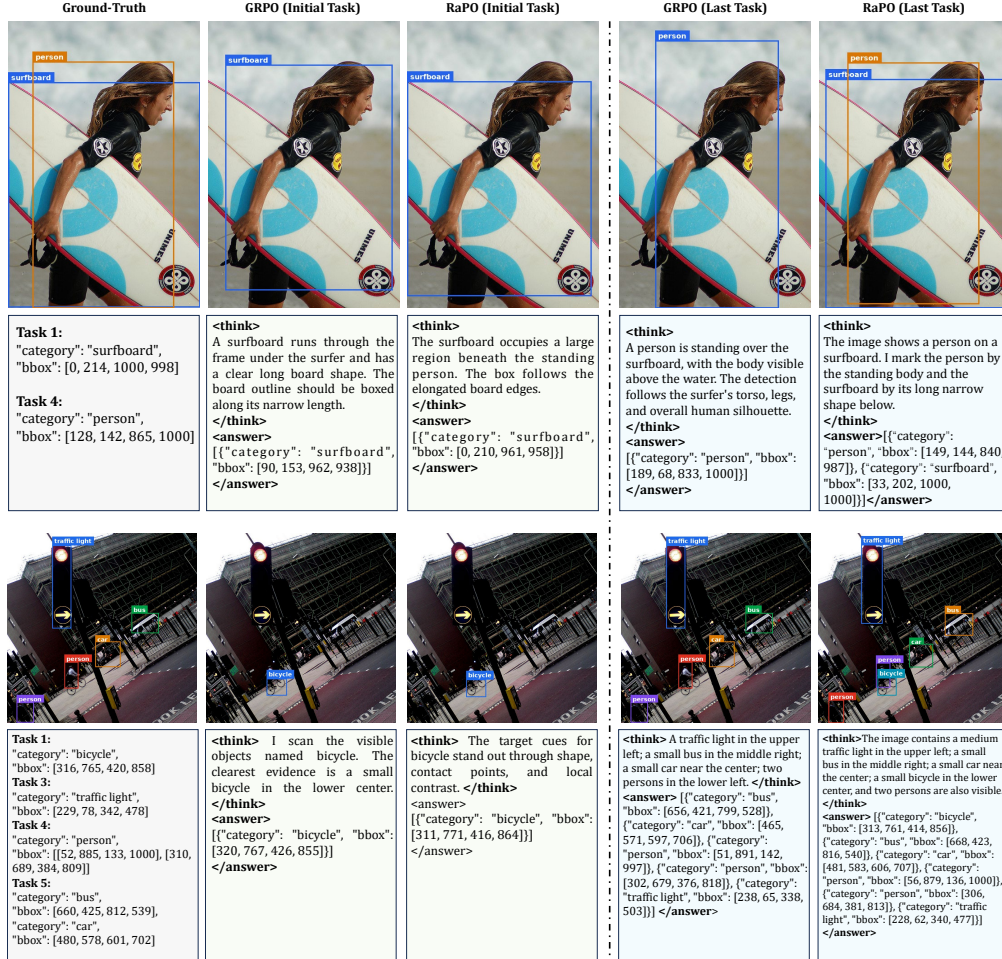 Ground-Truth
GRPO (Initial Task)
RaPO (Initial Task)
GRPO (Last Task)
RaPO (Last Task)
person
surfboard
UNIMES
surfboard
UNIMES
surfboard
UNIMES
person
UNIMES
person
surfboard
UNIMES
Task 1:
"category": "surfboard",
"bbox": [0, 214, 1000, 998]
Task 4:
"category": "person",
"bbox": [128, 142, 865, 1000]
<think>
A surfboard runs through the
frame under the surfer and has
a clear long board shape. The
board outline should be boxed
along its narrow length.
</think>
<answer>
[{"category": "surfboard",
"bbox": [90, 153, 962, 938]}]
</answer>
<think>
The surfboard occupies a large
region beneath the standing
person. The box follows the
elongated board edges.
</think>
<answer>
[{"category": "surfboard",
"bbox": [0, 210, 961, 958]}]
</answer>
<think>
A person is standing over the
surfboard, with the body visible
above the water. The detection
follows the surfer's torso, legs,
and overall human silhouette.
</think>
<answer>
[{"category": "person", "bbox":
[189, 68, 833, 1000]}]
</answer>
<think>
The image shows a person on a
surfboard. I mark the person by
the standing body and the
surfboard by its long narrow
shape below.
</think>
<answer>[{“category”:
“person”, “bbox”: [149, 144, 840,
987]}, {“category”: “surfboard”,
"bbox": [33, 202, 1000,
1000]}]</answer>
traffic light
bus
car
person
person
OOK LEF
bicycle
OOK LEF
bicycle
OOK LEF
traffic light
bus
car
person
person
OOK LEF
traffic light
bus
car
person
bicycle
person
OOK LEF
Task 1:
"category": "bicycle",
"bbox": [316, 765, 420, 858]
Task 3:
"category": "traffic light",
"bbox": [229, 78, 342, 478]
Task 4:
"category": "person",
"bbox": [[52, 885, 133, 1000], [310,
689, 384, 809]]
Task 5:
"category": "bus",
"bbox": [660, 425, 812, 539],
"category": "car",
"bbox": [480, 578, 601, 702]
<think> I scan the visible
objects named bicycle. The
clearest evidence is a small
bicycle in the lower center.
</think>
<answer>
[{"category": "bicycle", "bbox":
[320, 767, 426, 855]}]
</answer>
<think> The target cues for
bicycle stand out through shape,
contact points, and local
contrast. </think>
<answer>
[{"category": "bicycle", "bbox":
[311, 771, 416, 864]}]
</answer>
<think> A traffic light in the upper
left; a small bus in the middle right;
a small car near the center; two
persons in the lower left. </think>
<answer> [{"category": "bus",
"bbox": [656, 421, 799, 528]},
{"category": "car", "bbox": [465,
571, 597, 706]}, {"category":
"person", "bbox": [51, 891, 142,
997]}, {"category": "person", "bbox":
[302, 679, 376, 818]}, {"category":
"traffic light", "bbox": [238, 65, 338,
503]}] </answer>
<think>The image contains a medium
traffic light in the upper left; a small
bus in the middle right; a small car near
the center; a small bicycle in the lower
center, and two persons are also visible.
</think>
<answer> [{"category": "bicycle",
"bbox": [313, 761, 414, 856]},
{"category": "bus", "bbox": [668, 423,
816, 540]}, {"category": "car", "bbox":
[481, 583, 606, 707]}, {"category":
"person", "bbox": [56, 879, 136, 1000]},
{"category": "person", "bbox": [306,
684, 381, 813]}, {"category": "traffic
light", "bbox": [228, 62, 340, 477]}]
</answer>